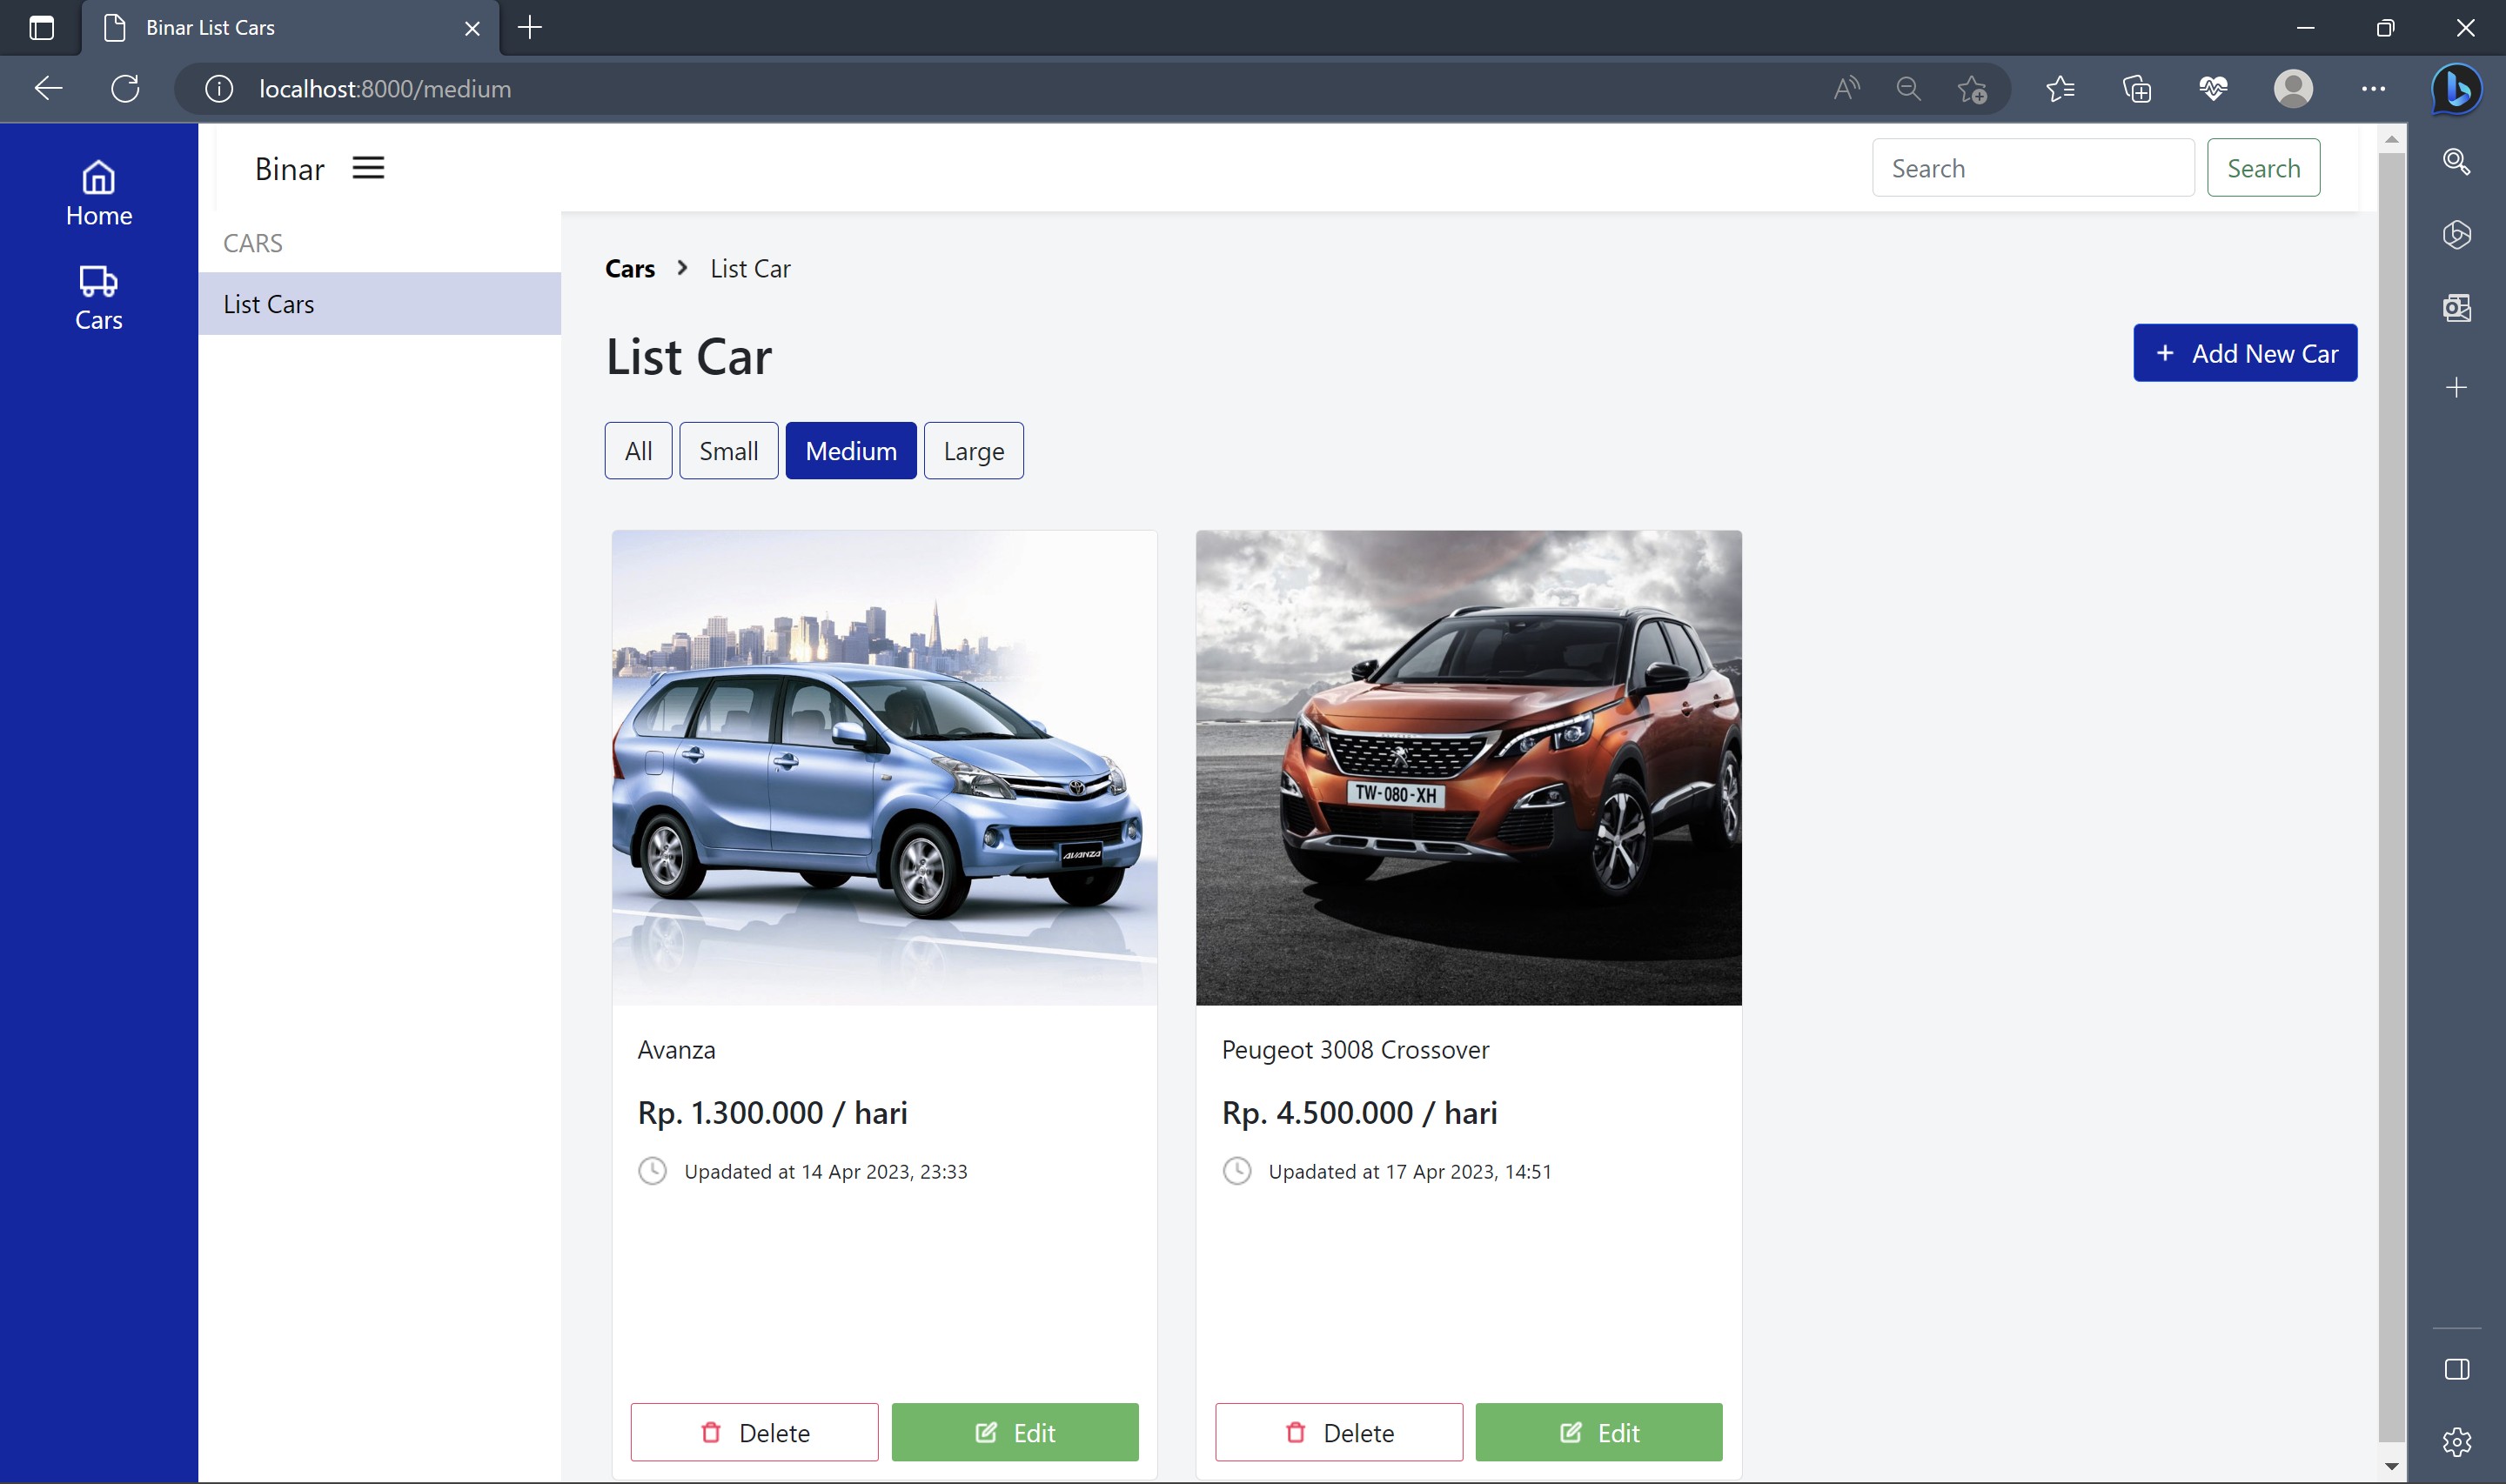 Binar List Cars
localhost:8000/medium
Home
Cars
Binar
Search
Search
CARS
List Cars
Cars > List Car
List Car
+ Add New Car
All
Small
Medium
Large
AVANZA
TW-080-XH
Avanza
Rp. 1.300.000 / hari
Upadated at 14 Apr 2023, 23:33
Delete
Edit
Peugeot 3008 Crossover
Rp. 4.500.000 / hari
Upadated at 17 Apr 2023, 14:51
Delete
Edit